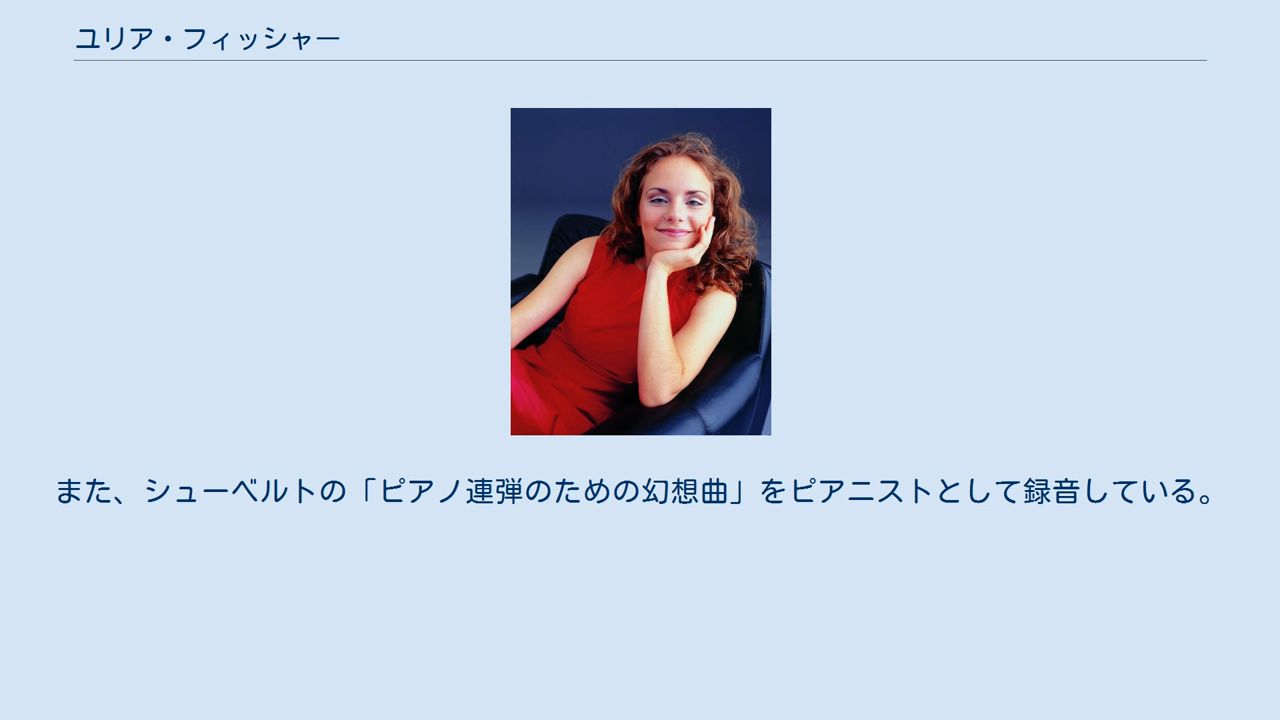 ユリア・フィッシャー
また、シューベルトの「ピアノ連弾のための幻想曲」をピアニストとして録音している。